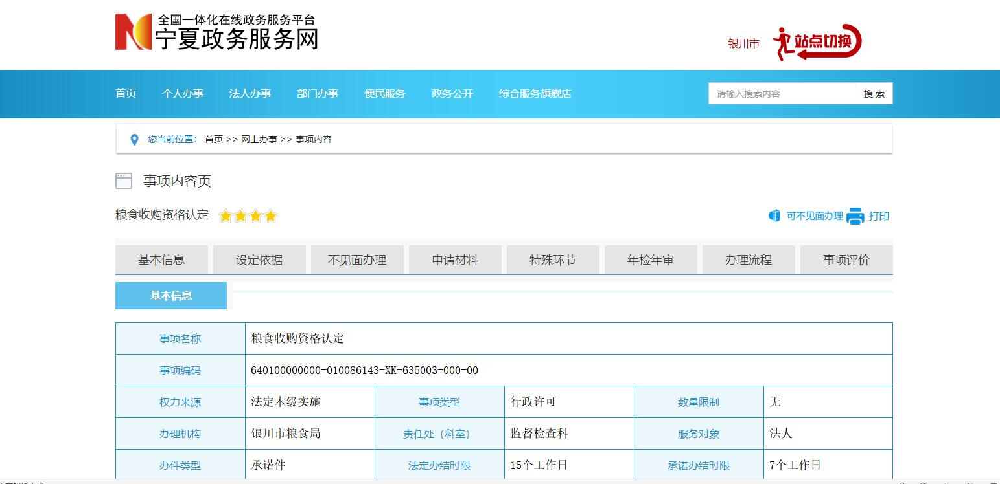 全国一体化在线政务服务平台
宁夏政务服务网
银川市 站点切换
首页 个人办事 法人办事 部门办事 便民服务 政务公开 综合服务旗舰店 请输入搜索内容 搜 索
您当前位置： 首页 >> 网上办事 >> 事项内容
事项内容页
粮食收购资格认定 可不见面办理 打印
基本信息 设定依据 不见面办理 申请材料 特殊环节 年检年审 办理流程 事项评价
基本信息
事项名称 粮食收购资格认定
事项编码 640100000000-010086143-XK-635003-000-00
权力来源 法定本级实施 事项类型 行政许可 数量限制 无
办理机构 银川市粮食局 责任处（科室） 监督检查科 服务对象 法人
办件类型 承诺件 法定办结时限 15个工作日 承诺办结时限 7个工作日